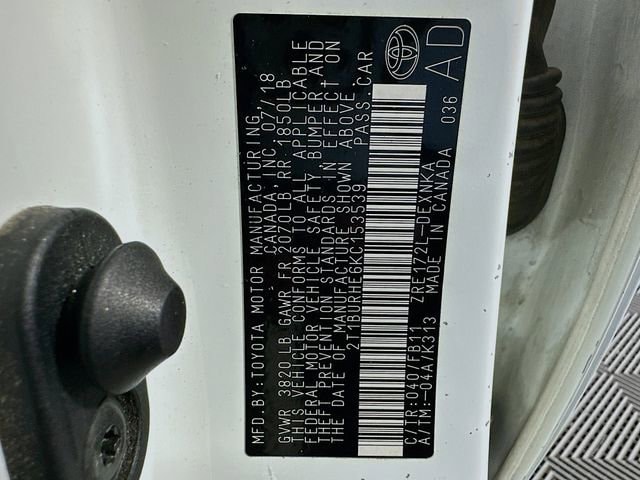 MFD.BY:TOYOTA MOTOR MANUFACTURING
CANADA,INC. 07/18
GVWR 3820LB GAWR FR 2070LB,RR 1850LB
THIS VEHICLE CONFORMS TO ALL APPLICABLE
FEDERAL MOTOR VEHICLE SAFETY, BUMPER AND
THEFT PREVENTION STANDARDS IN EFFECT ON
THE DATE OF MANUFACTURE SHOWN ABOVE.
2T1BURHE6KC153539 PASS.CAR
C/TR:040/FB11 ZRE172L-DEXNKA
A/TM:-04A/K313 MADE IN CANADA 036
AD